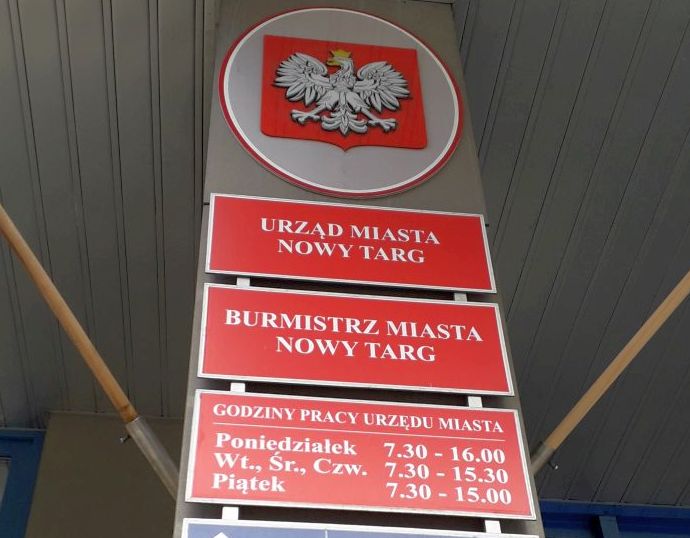 URZĄD MIASTA
NOWY TARG
BURMISTRZ MIASTA
NOWY TARG
GODZINY PRACY URZĘDU MIASTA
Poniedziałek 7.30 - 16.00
Wt., Śr., Czw. 7.30 - 15.30
Piątek 7.30 - 15.00